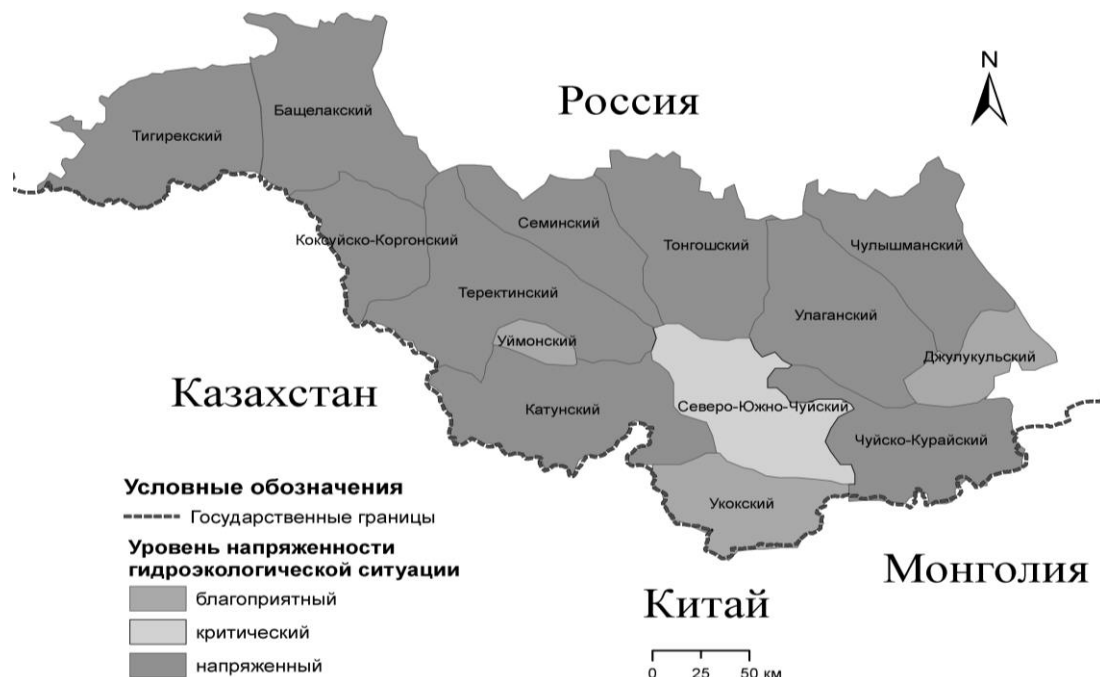 N
Россия
Бащелакский
Тигирекский
Семинский
Коксуйско-Коргонский
Тонгошский
Чулышманский
Теректинский
Улаганский
Уймонский
Джулукульский
Казахстан
Катунский
Северо-Южно-Чуйский
Чуйско-Курайский
Укокский
Монголия
Китай
Условные обозначения
Государственные границы
Уровень напряженности
гидроэкологической ситуации
благоприятный
критический
напряженный
0 25 50 км